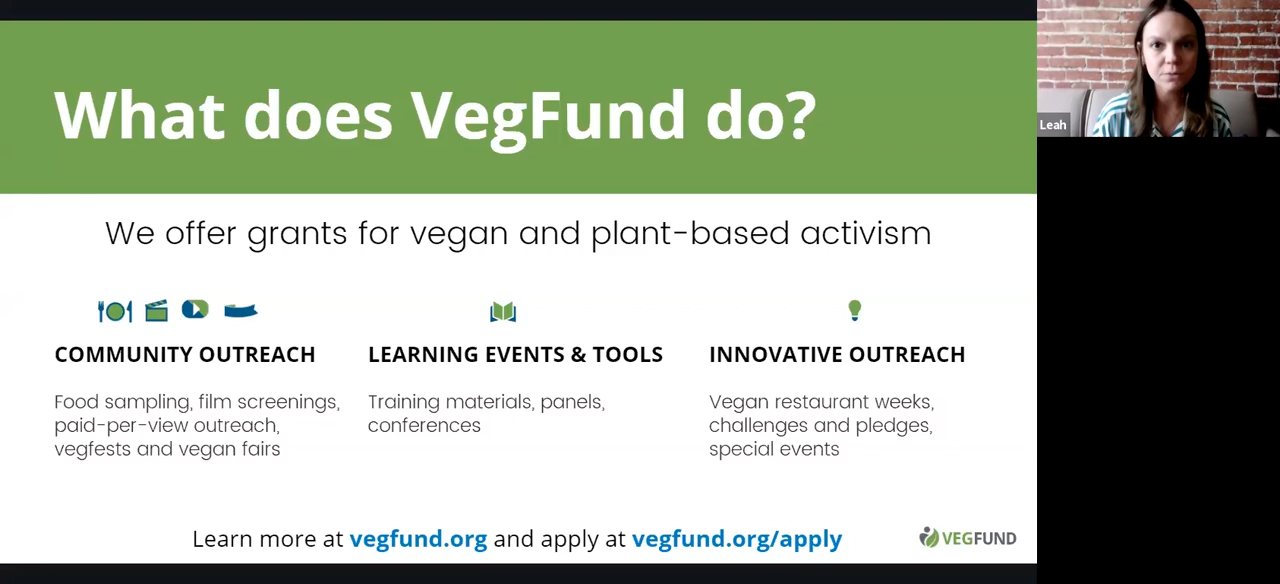 What does VegFund do?
We offer grants for vegan and plant-based activism
COMMUNITY OUTREACH
Food sampling, film screenings,
paid-per-view outreach,
vegfests and vegan fairs
LEARNING EVENTS & TOOLS
Training materials, panels,
conferences
INNOVATIVE OUTREACH
Vegan restaurant weeks,
challenges and pledges,
special events
Learn more at vegfund.org and apply at vegfund.org/apply
VEGFUND
Leah